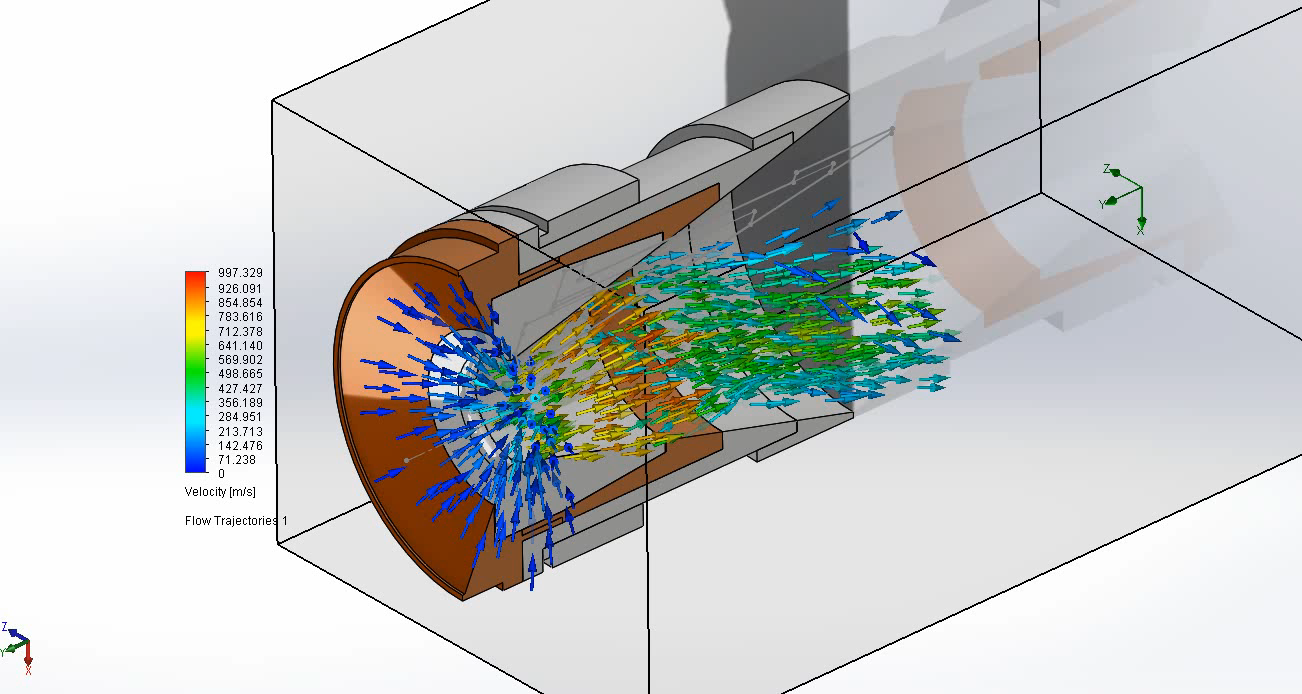 997.329
926.091
854.854
783.616
712.378
641.140
569.902
498.665
427.427
356.189
284.951
213.713
142.476
71.238
0
Velocity [m/s]
Flow Trajectories 1
Z
Y
X
Z
Y
X